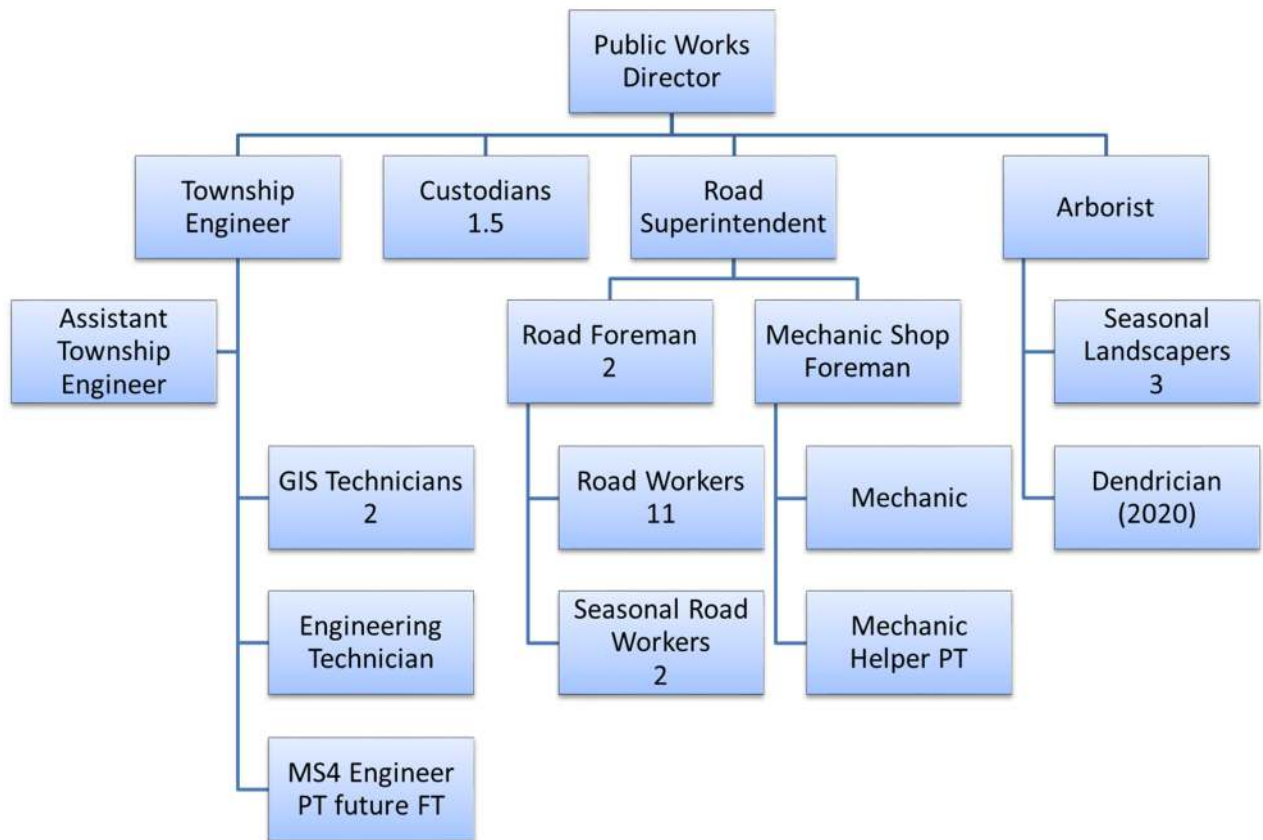 Public Works
Director
Township
Engineer
Custodians
1.5
Road
Superintendent
Arborist
Assistant
Township
Engineer
Road Foreman
2
Mechanic Shop
Foreman
Seasonal
Landscapers
3
GIS Technicians
2
Road Workers
11
Mechanic
Dendrician
(2020)
Engineering
Technician
Seasonal Road
Workers
2
Mechanic
Helper PT
MS4 Engineer
PT future FT